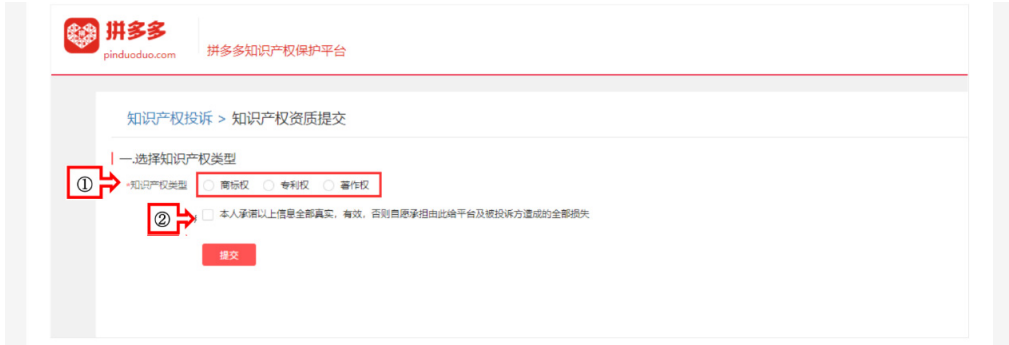 拼多多
pinduoduo.com
拼多多知识产权保护平台
知识产权投诉 > 知识产权资质提交
一.选择知识产权类型
① *知识产权类型 商标权 专利权 著作权
② 本人承诺以上信息全部真实，有效，否则自愿承担由此给平台及被投诉方造成的全部损失
提交